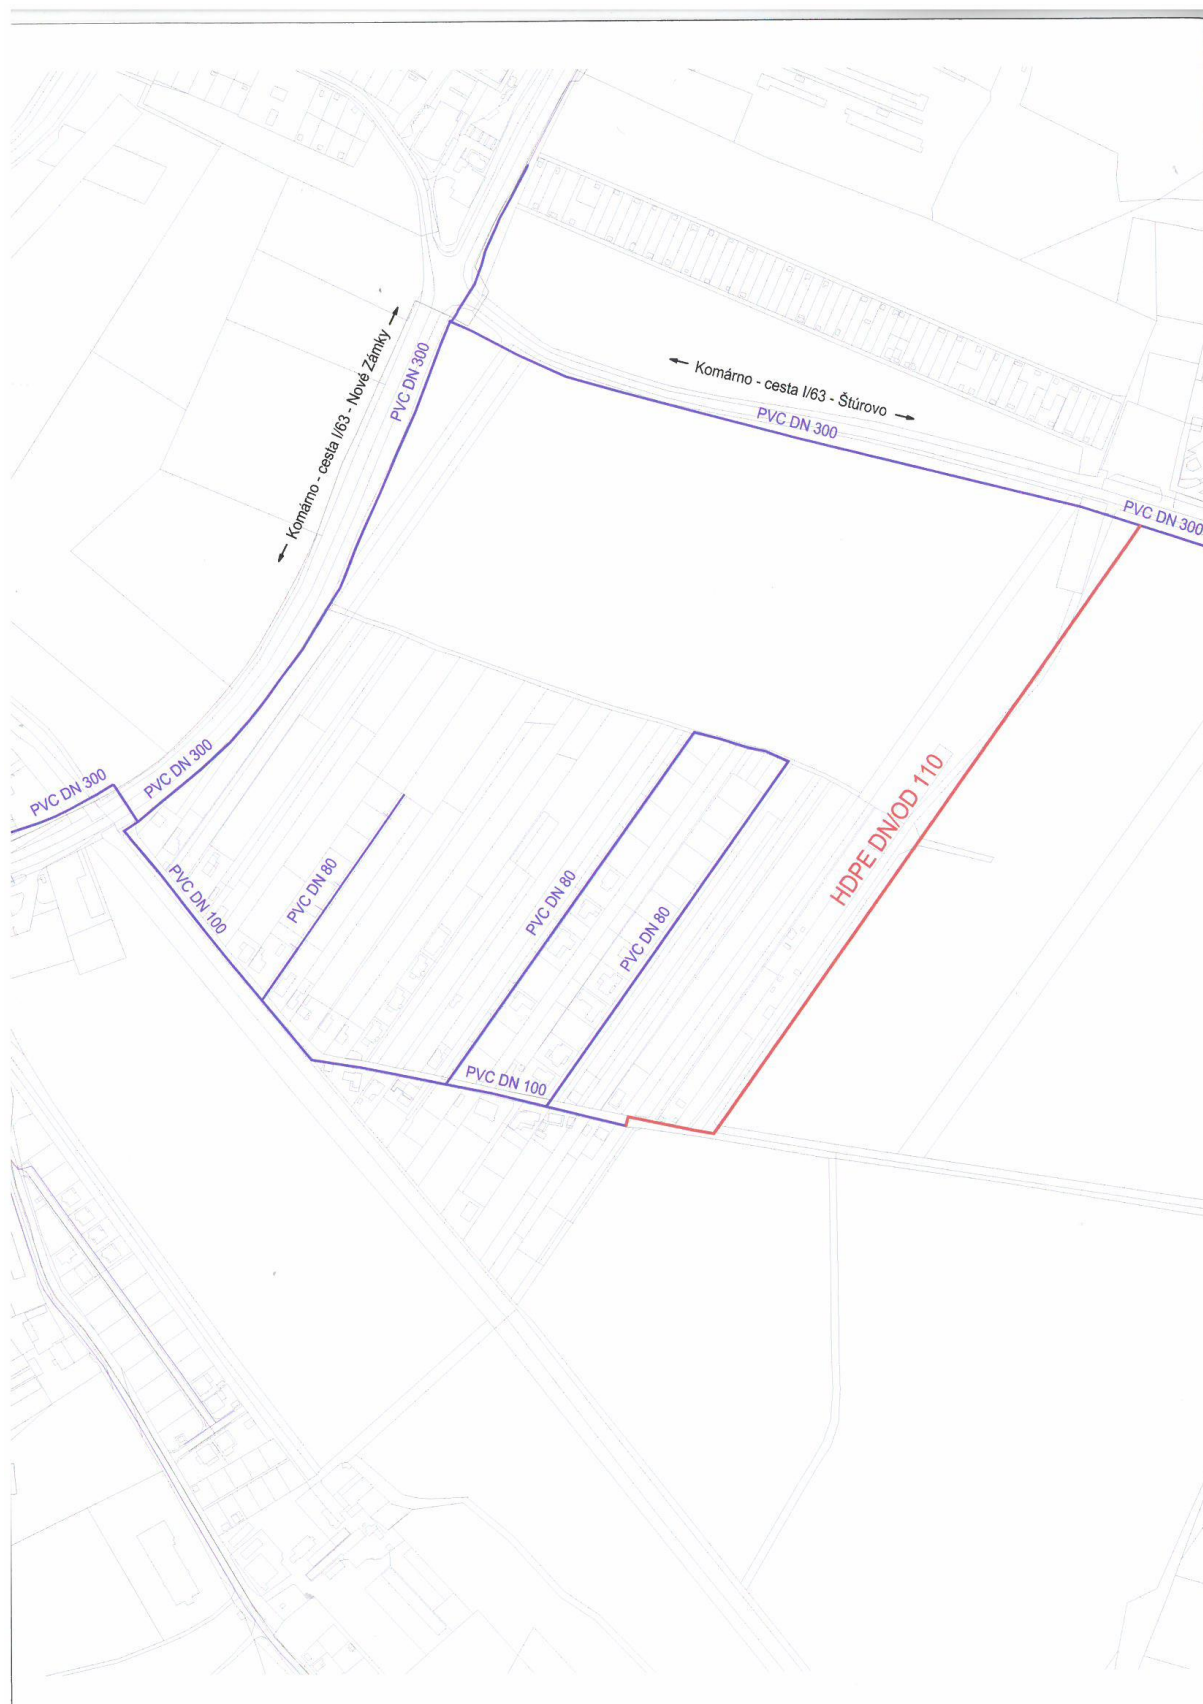 Komárno - cesta I/63 - Nové Zámky
PVC DN 300
Komárno - cesta I/63 - Štúrovo
PVC DN 300
PVC DN 300
PVC DN 300
PVC DN 300
HDPE DN/OD 110
PVC DN 100
PVC DN 80
PVC DN 80
PVC DN 80
PVC DN 100